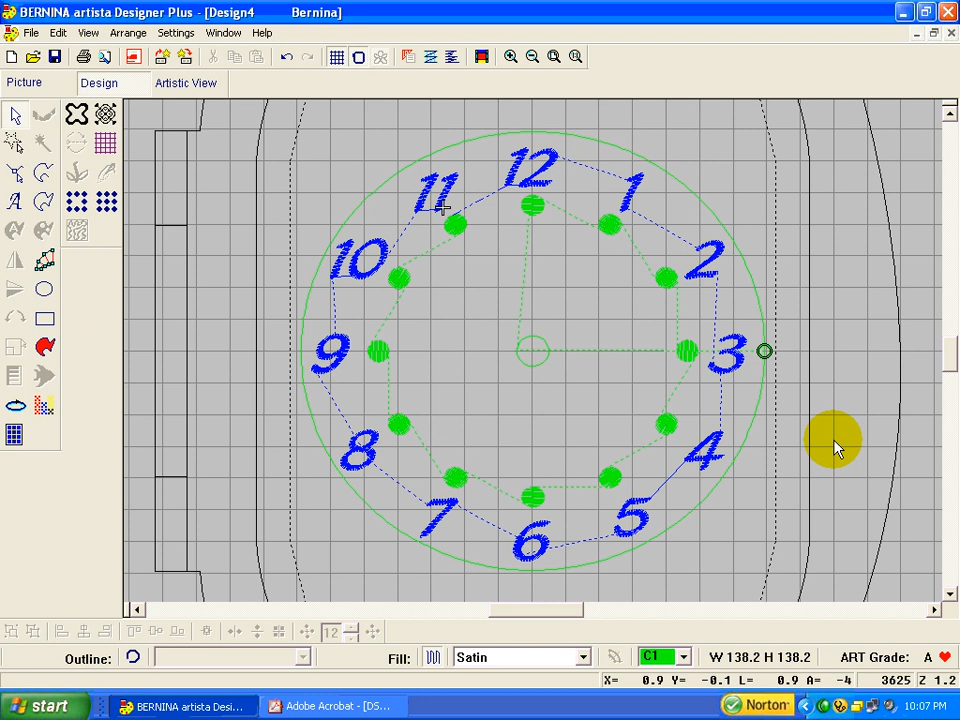 BERNINA artista Designer Plus - [Design4 Bernina]
File Edit View Arrange Settings Window Help
Picture Design Artistic View
12
11 1
10 2
9 3
8 4
7 5
6
12
Outline: Fill: Satin C1 W 138.2 H 138.2 ART Grade: A
X= 0.9 Y= -0.1 L= 0.9 A= -4 3625 Z 1.2
start BERNINA artista Desi... Adobe Acrobat - [DS... Norton 10:07 PM